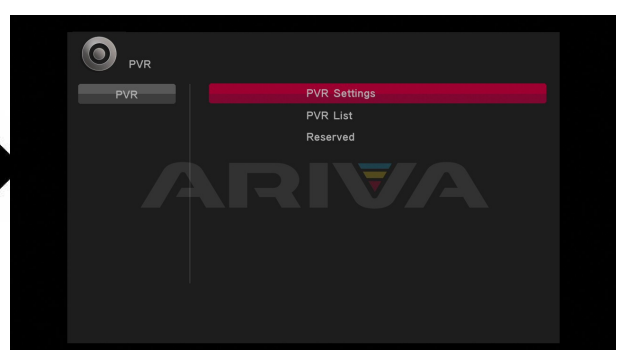 PVR
PVR
PVR Settings
PVR List
Reserved
ARIVA